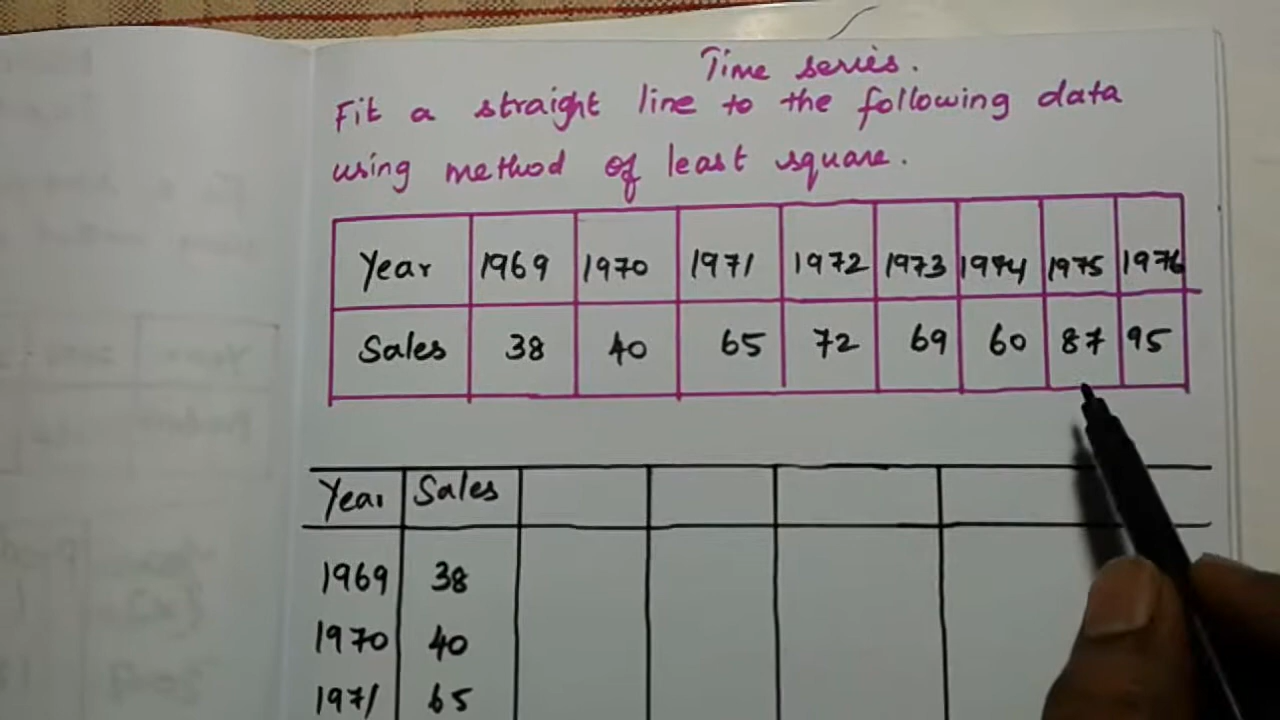 Time series.
Fit a straight line to the following data
using method of least square.
Year 1969 1970 1971 1972 1973 1974 1975 1976
Sales 38 40 65 72 69 60 87 95
Year Sales
1969 38
1970 40
1971 65